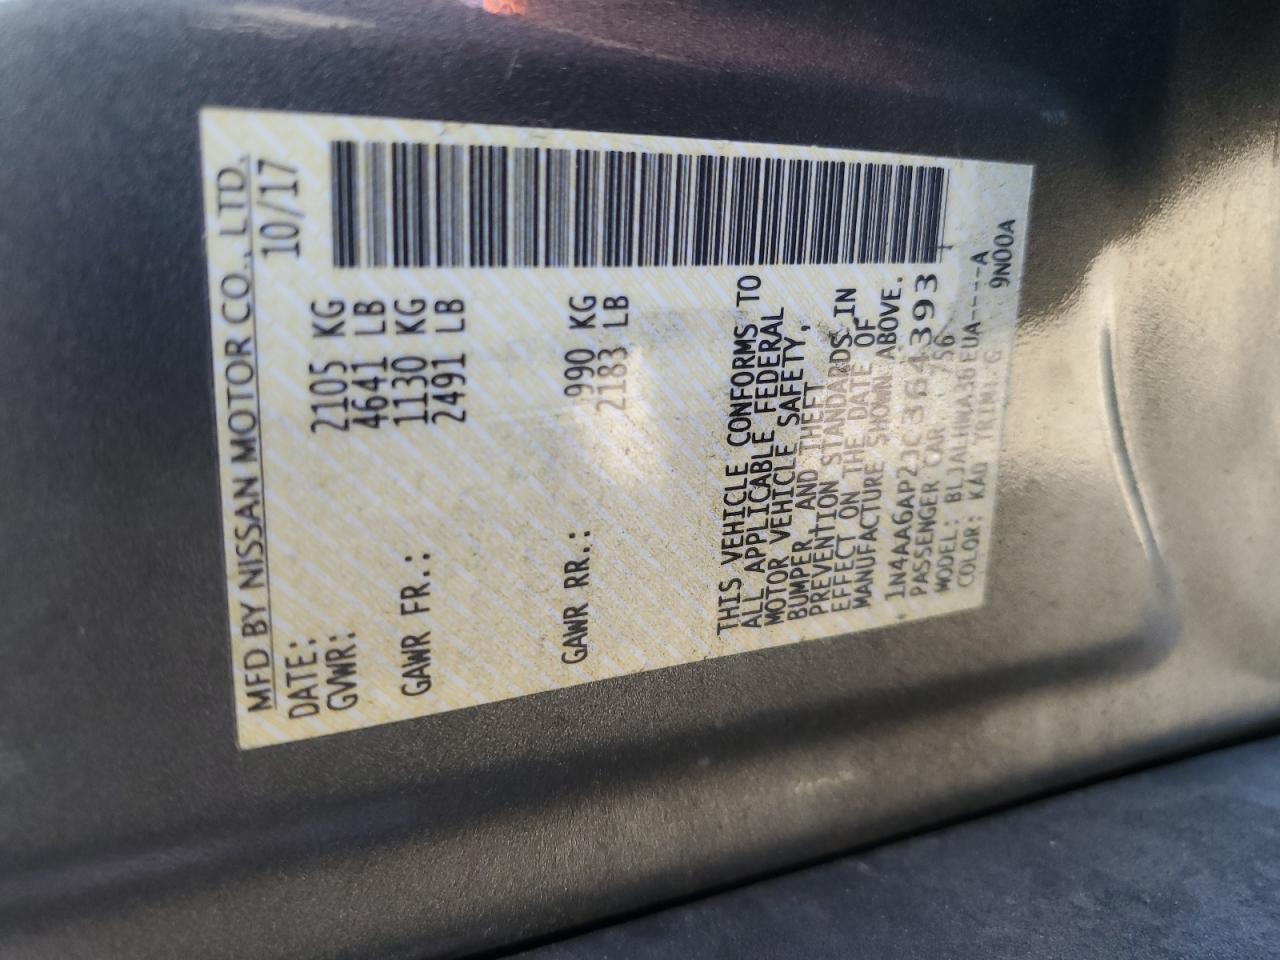 MFD BY NISSAN MOTOR CO., LTD.
DATE: 10/17
GVWR: 2105 KG
4641 LB
GAWR FR.: 1130 KG
2491 LB
GAWR RR.: 990 KG
2183 LB
THIS VEHICLE CONFORMS TO
ALL APPLICABLE FEDERAL
MOTOR VEHICLE SAFETY,
BUMPER, AND THEFT
PREVENTION STANDARDS IN
EFFECT ON THE DATE OF
MANUFACTURE SHOWN ABOVE.
1N4AA6AP2JC364393
PASSENGER CAR 756
MODEL: BLJALHWA36EUA----A
COLOR: KAD TRIM: G 9N00A